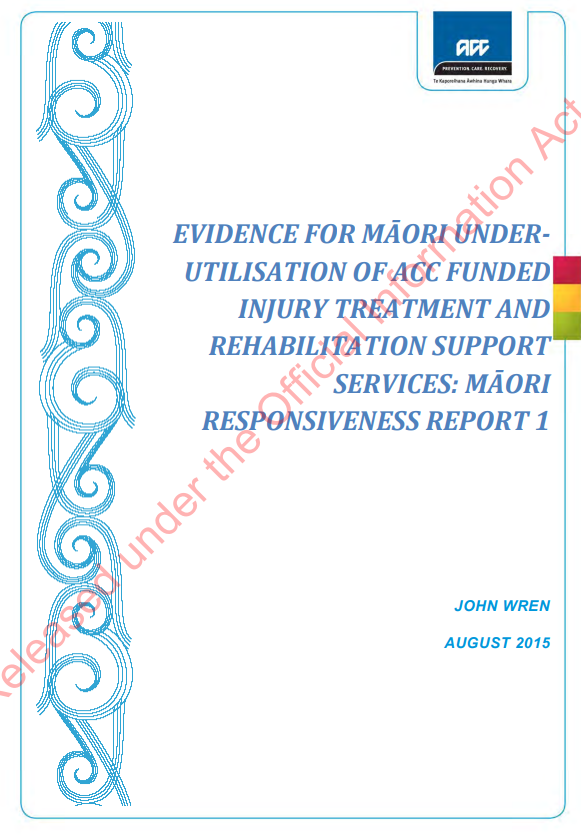 ACC
PREVENTION. CARE. RECOVERY.
Te Kaporeihana Āwhina Hunga Whara
EVIDENCE FOR MĀORI UNDER-
UTILISATION OF ACC FUNDED
INJURY TREATMENT AND
REHABILITATION SUPPORT
SERVICES: MĀORI
RESPONSIVENESS REPORT 1
JOHN WREN
AUGUST 2015
Released under the Official Information Act